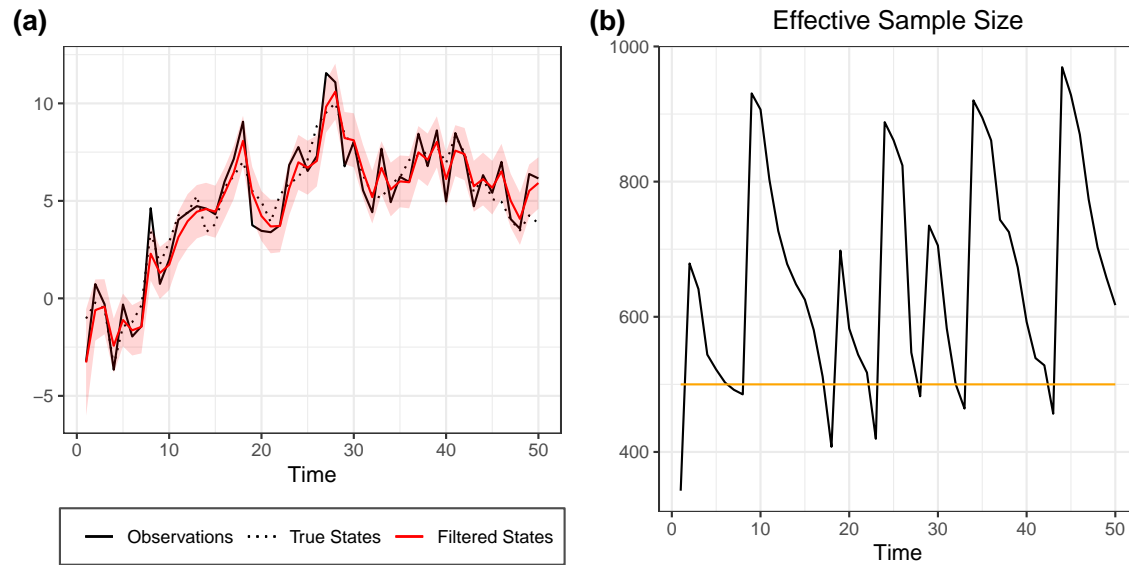 (a)
10
5
0
−5
0 10 20 30 40 50
Time
Observations True States Filtered States
(b) Effective Sample Size
1000
800
600
400
0 10 20 30 40 50
Time